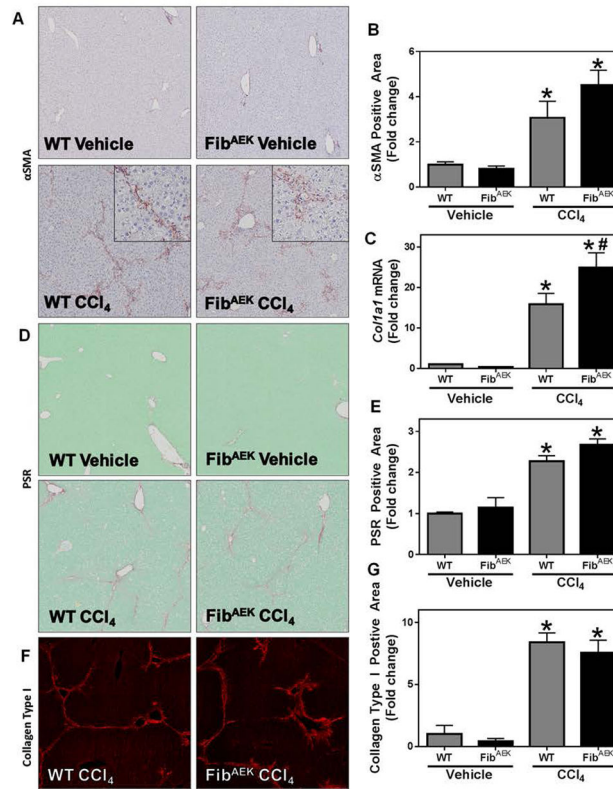 A
αSMA
WT Vehicle
Fib^AEK Vehicle
WT CCl₄
Fib^AEK CCl₄
D
PSR
WT Vehicle
Fib^AEK Vehicle
WT CCl₄
Fib^AEK CCl₄
F
Collagen Type I
WT CCl₄
Fib^AEK CCl₄
B
αSMA Positive Area
(Fold change)
6
4
2
0
*
*
WT
Fib^AEK
WT
Fib^AEK
Vehicle
CCl₄
C
Col1a1 mRNA
(Fold change)
30
20
10
0
*
*#
WT
Fib^AEK
WT
Fib^AEK
Vehicle
CCl₄
E
PSR Positive Area
(Fold change)
3
2
1
0
*
*
WT
Fib^AEK
WT
Fib^AEK
Vehicle
CCl₄
G
Collagen Type I Postive Area
(Fold change)
10
5
0
*
*
WT
Fib^AEK
WT
Fib^AEK
Vehicle
CCl₄